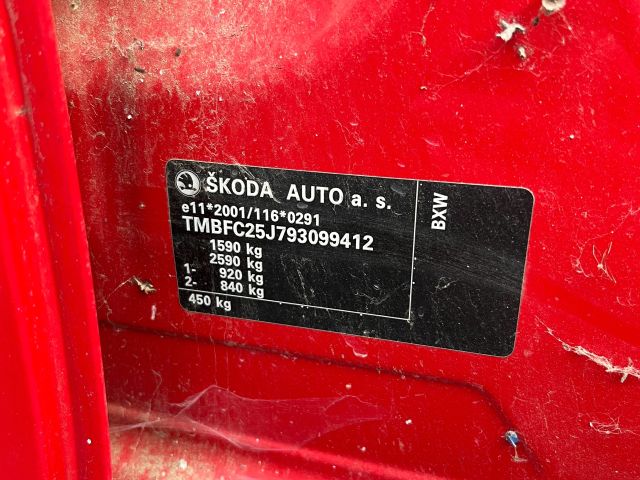 ŠKODA AUTO a. s.
e11*2001/116*0291
TMBFC25J793099412
1590 kg
2590 kg
1- 920 kg
2- 840 kg
450 kg
BXW